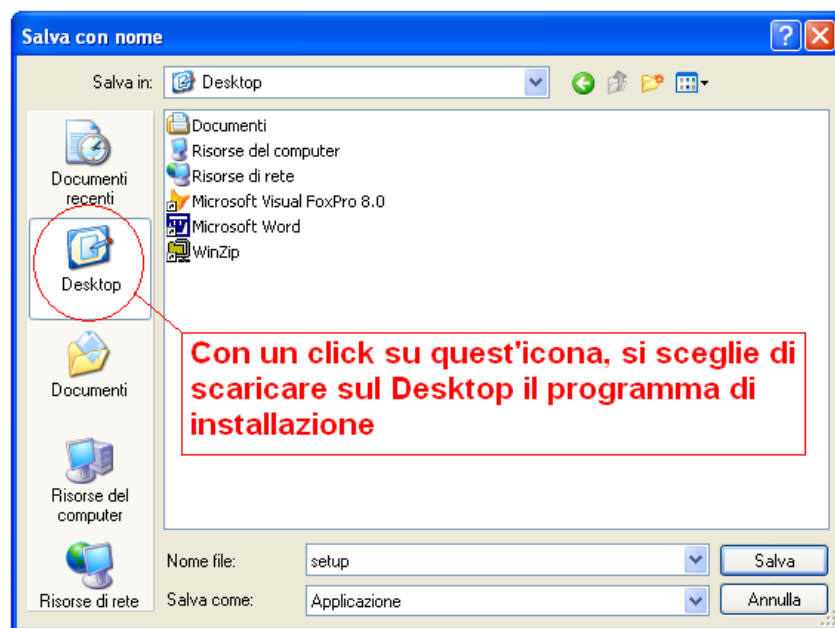 Salva con nome
Salva in: Desktop
Documenti recenti
Desktop
Documenti
Risorse del computer
Risorse di rete
Documenti
Risorse del computer
Risorse di rete
Microsoft Visual FoxPro 8.0
Microsoft Word
WinZip
Con un click su quest'icona, si sceglie di
scaricare sul Desktop il programma di
installazione
Nome file: setup Salva
Salva come: Applicazione Annulla